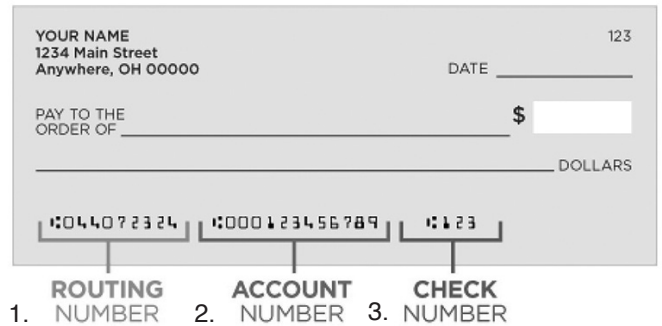 YOUR NAME 123
1234 Main Street
Anywhere, OH 00000
DATE
PAY TO THE
ORDER OF $
DOLLARS
⑆044072324 ⑆000123456789 ⑆123
1. ROUTING NUMBER 2. ACCOUNT NUMBER 3. CHECK NUMBER